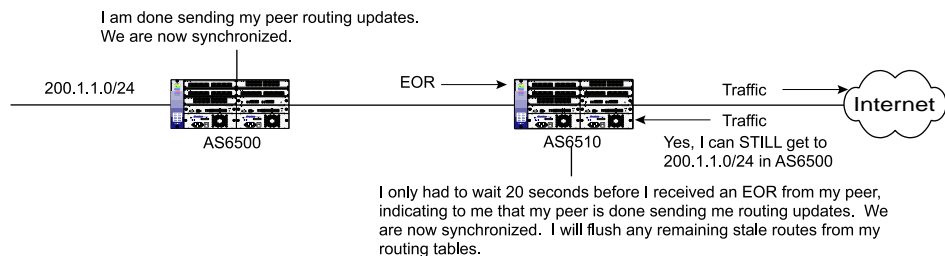 I am done sending my peer routing updates.
We are now synchronized.
200.1.1.0/24
EOR
Traffic
Internet
Traffic
AS6500
AS6510
Yes, I can STILL get to
200.1.1.0/24 in AS6500
I only had to wait 20 seconds before I received an EOR from my peer,
indicating to me that my peer is done sending me routing updates. We
are now synchronized. I will flush any remaining stale routes from my
routing tables.